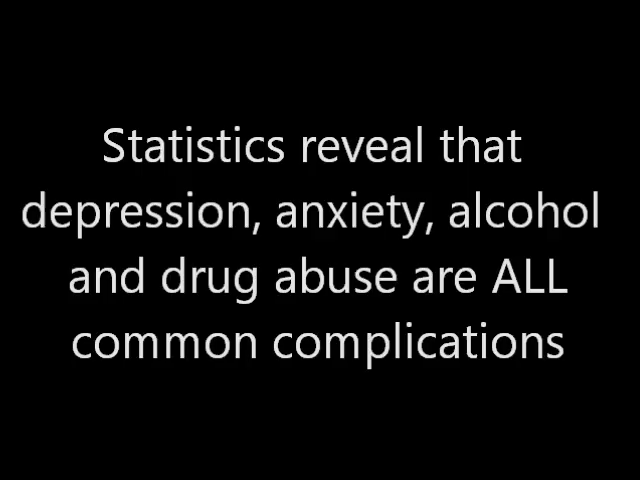 Statistics reveal that
depression, anxiety, alcohol
and drug abuse are ALL
common complications